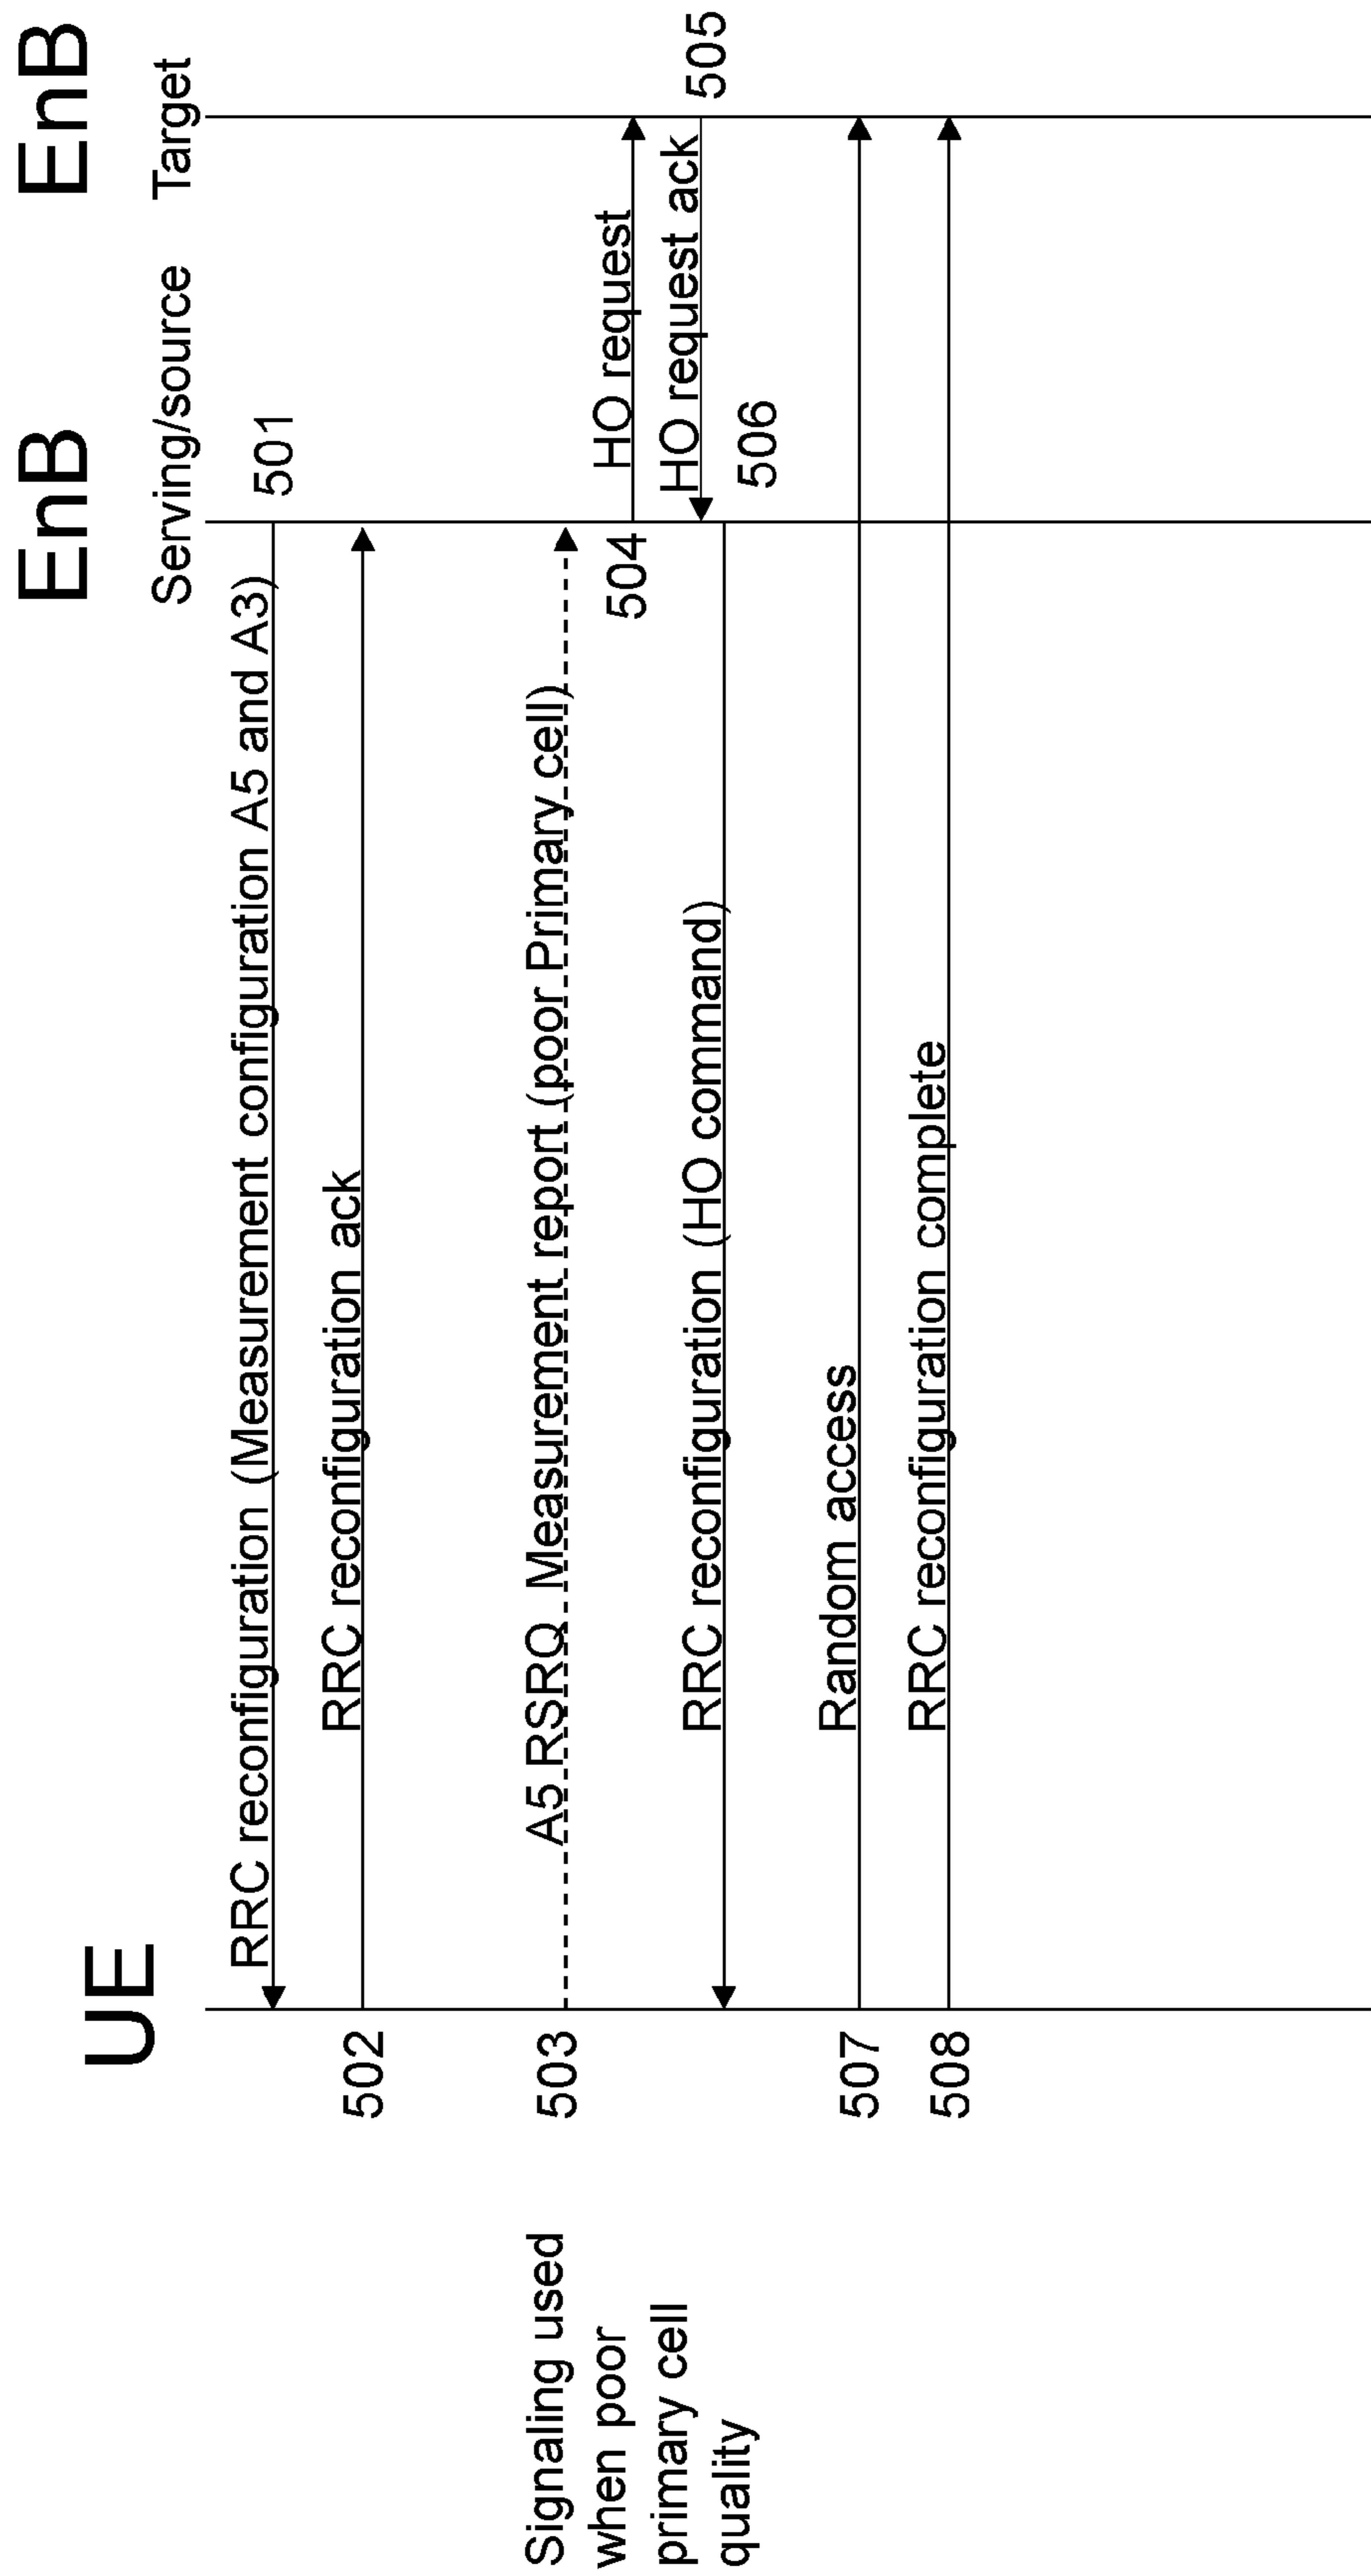 UE
EnB
EnB
Serving/source
Target
501
RRC reconfiguration (Measurement configuration A5 and A3)
RRC reconfiguration ack
502
Signaling used
when poor
primary cell
quality
503
A5 RSRQ Measurement report (poor Primary cell)
HO request
504
HO request ack
505
RRC reconfiguration (HO command)
506
Random access
507
RRC reconfiguration complete
508